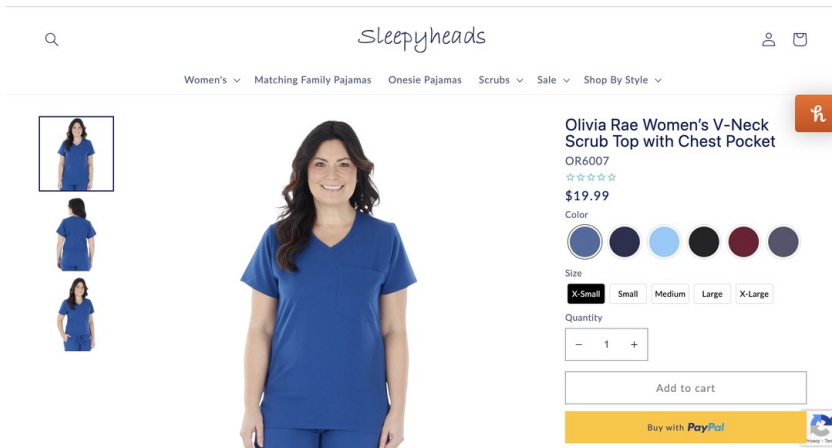 Sleepyheads
Women's
Matching Family Pajamas
Onesie Pajamas
Scrubs
Sale
Shop By Style
Olivia Rae Women's V-Neck
Scrub Top with Chest Pocket
OR6007
$19.99
Color
Size
X-Small
Small
Medium
Large
X-Large
Quantity
− 1 +
Add to cart
Buy with PayPal